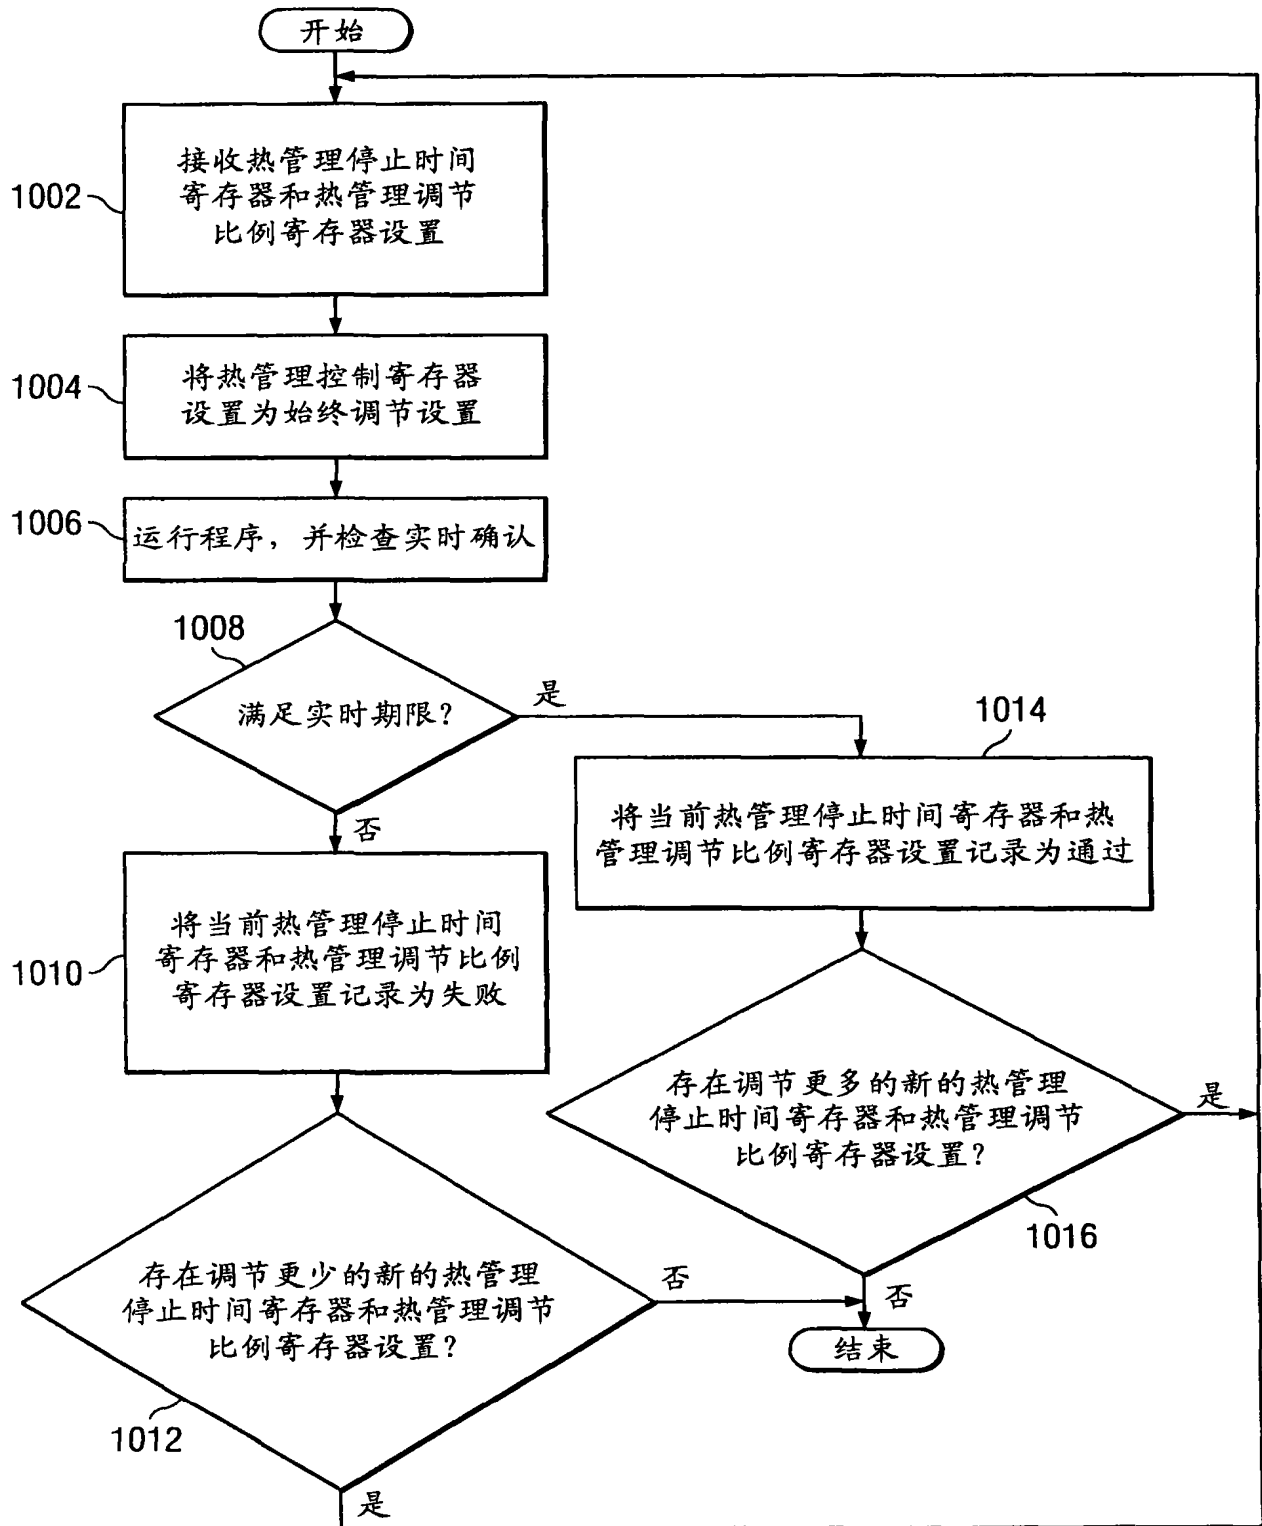 开始
接收热管理停止时间
寄存器和热管理调节
比例寄存器设置
1002
将热管理控制寄存器
设置为始终调节设置
1004
运行程序，并检查实时确认
1006
1008
满足实时期限?
是
否
1014
将当前热管理停止时间寄存器和热
管理调节比例寄存器设置记录为通过
将当前热管理停止时间
寄存器和热管理调节比例
寄存器设置记录为失败
1010
存在调节更多的新的热管理
停止时间寄存器和热管理调节
比例寄存器设置?
是
1016
否
存在调节更少的新的热管理
停止时间寄存器和热管理调节
比例寄存器设置?
否
结束
1012
是